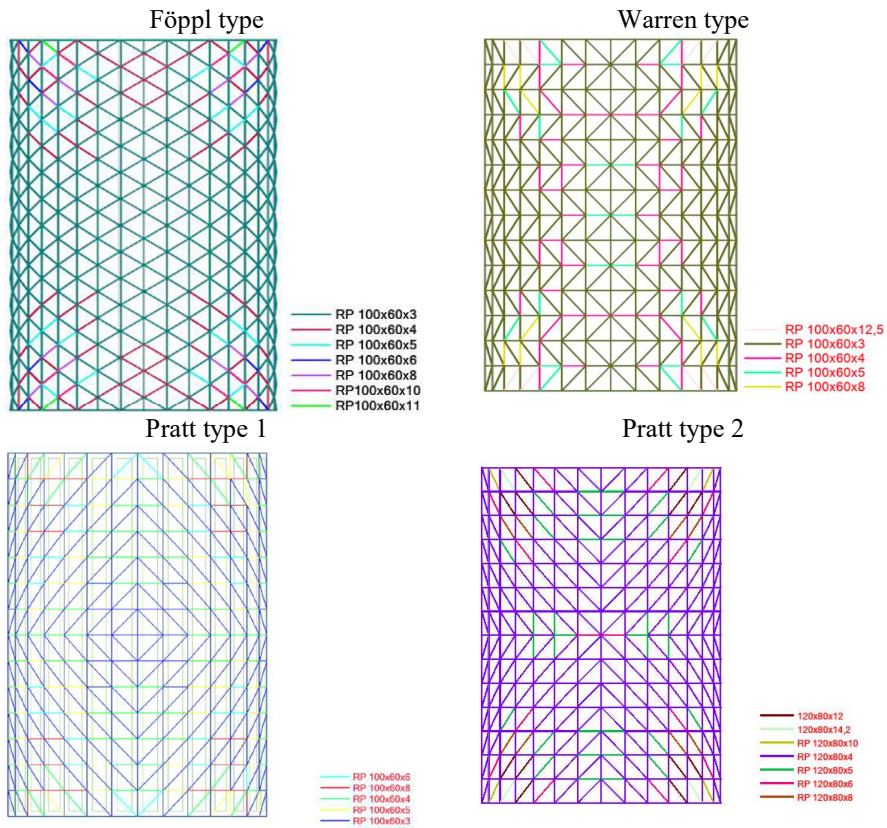 Föppl type
Warren type
RP 100x60x3
RP 100x60x4
RP 100x60x5
RP 100x60x6
RP 100x60x8
RP100x60x10
RP100x60x11
RP 100x60x12,5
RP 100x60x3
RP 100x60x4
RP 100x60x5
RP 100x60x8
Pratt type 1
Pratt type 2
RP 100x60x6
RP 100x60x8
RP 100x60x4
RP 100x60x5
RP 100x60x3
120x80x12
120x80x14,2
RP 120x80x10
RP 120x80x4
RP 120x80x5
RP 120x80x6
RP 120x80x8